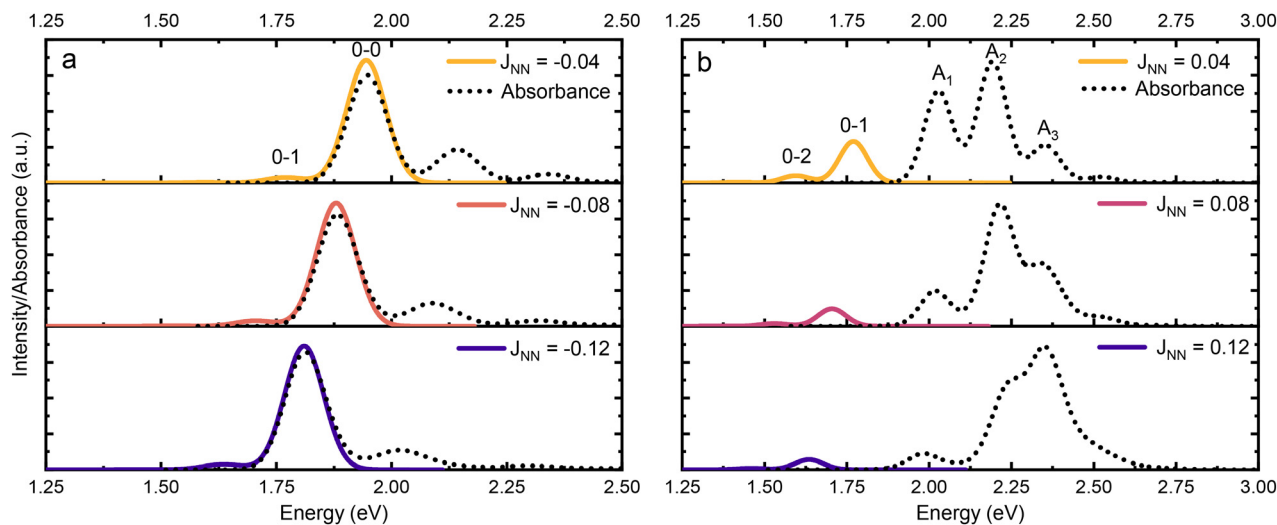 1.25 1.50 1.75 2.00 2.25 2.50
a
0-0
0-1
J_NN = -0.04
Absorbance
J_NN = -0.08
J_NN = -0.12
Intensity/Absorbance (a.u.)
1.25 1.50 1.75 2.00 2.25 2.50
Energy (eV)
1.25 1.50 1.75 2.00 2.25 2.50 2.75 3.00
b
A_1
A_2
A_3
0-1
0-2
J_NN = 0.04
Absorbance
J_NN = 0.08
J_NN = 0.12
1.25 1.50 1.75 2.00 2.25 2.50 2.75 3.00
Energy (eV)